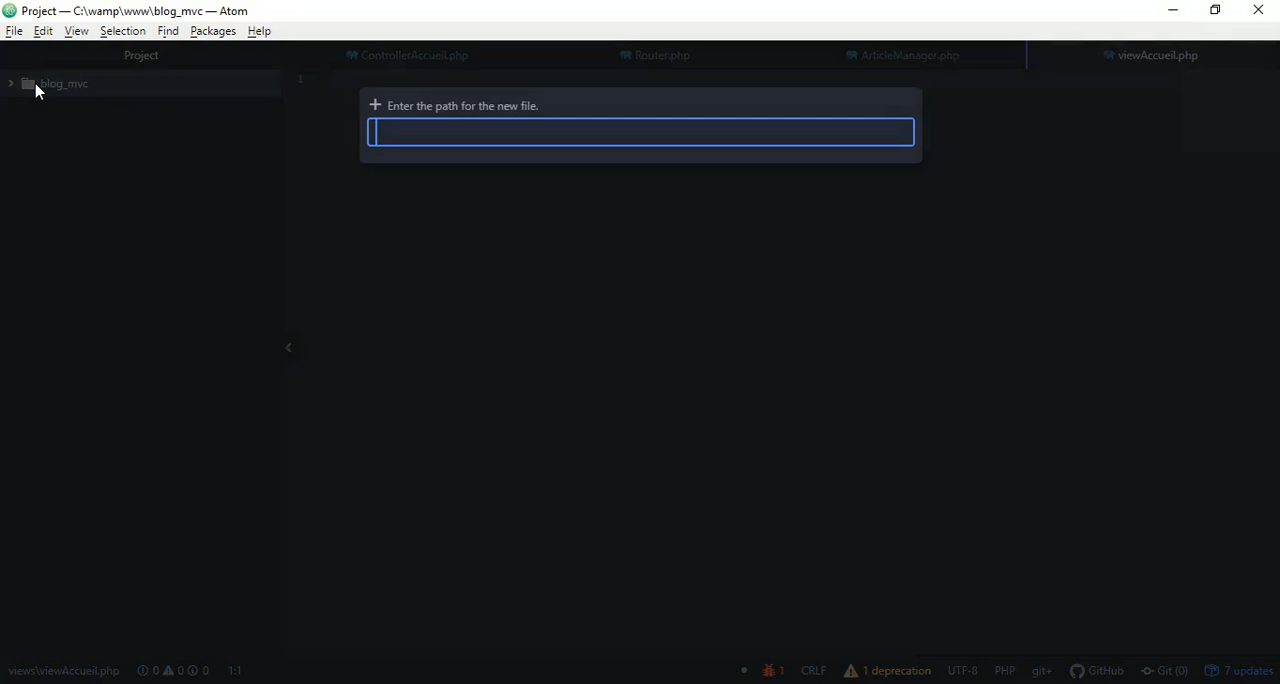 Project — C:\wamp\www\blog_mvc — Atom
File Edit View Selection Find Packages Help
Project ControllerAccueil.php Router.php ArticleManager.php viewAccueil.php
blog_mvc
1
Enter the path for the new file.
views\viewAccueil.php 0 0 0 1:1 1 CRLF 1 deprecation UTF-8 PHP git+ GitHub Git (0) 7 updates